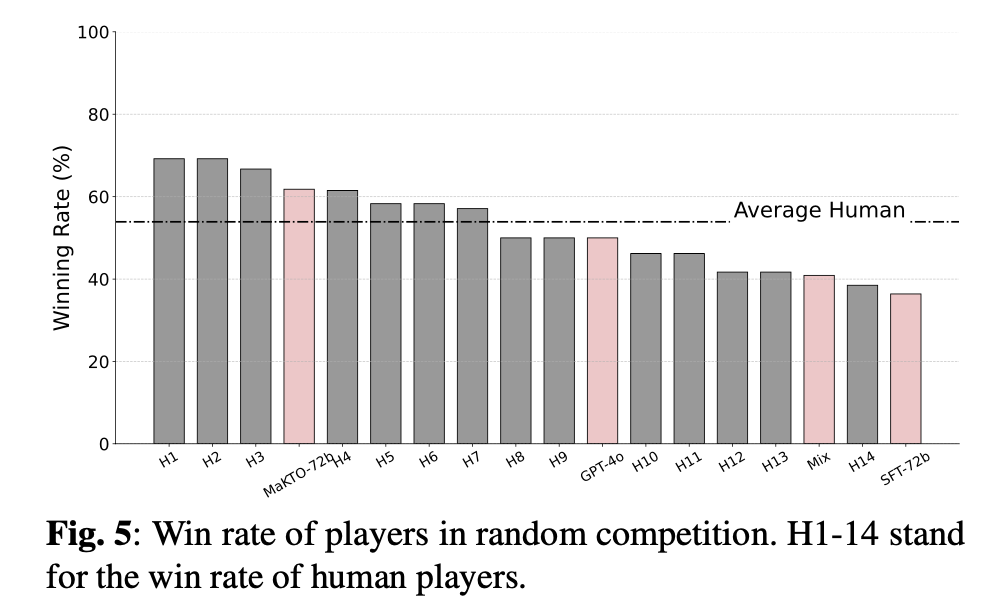 100
80
60
40
20
0
Winning Rate (%)
Average Human
H1 H2 H3 MaKTO-72b H4 H5 H6 H7 H8 H9 GPT-4o H10 H11 H12 H13 Mix H14 SFT-72b
Fig. 5: Win rate of players in random competition. H1-14 stand
for the win rate of human players.